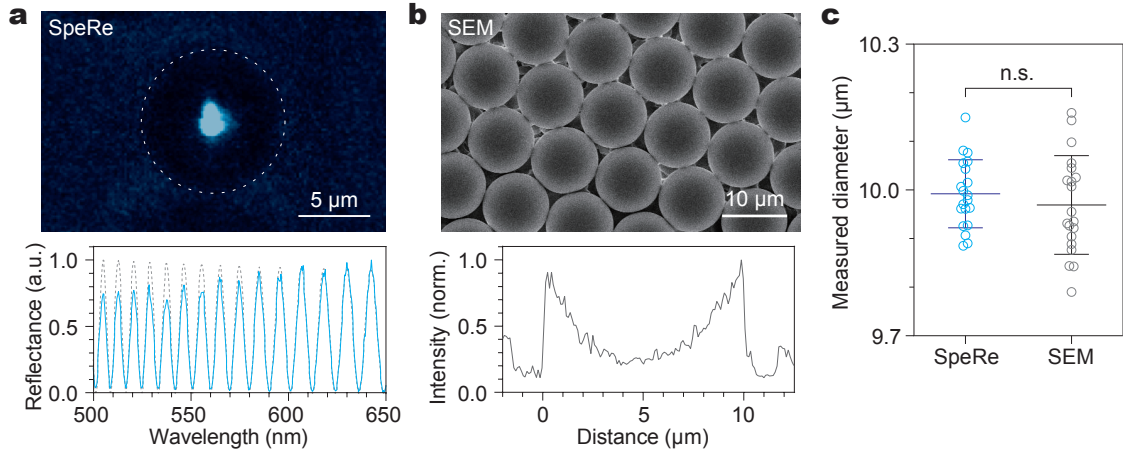 a
SpeRe
5 µm
Reflectance (a.u.)
1.0
0.5
0.0
500
550
600
650
Wavelength (nm)
b
SEM
10 µm
Intensity (norm.)
1.0
0.5
0.0
0
5
10
Distance (µm)
c
Measured diameter (µm)
10.3
10.0
9.7
n.s.
SpeRe
SEM